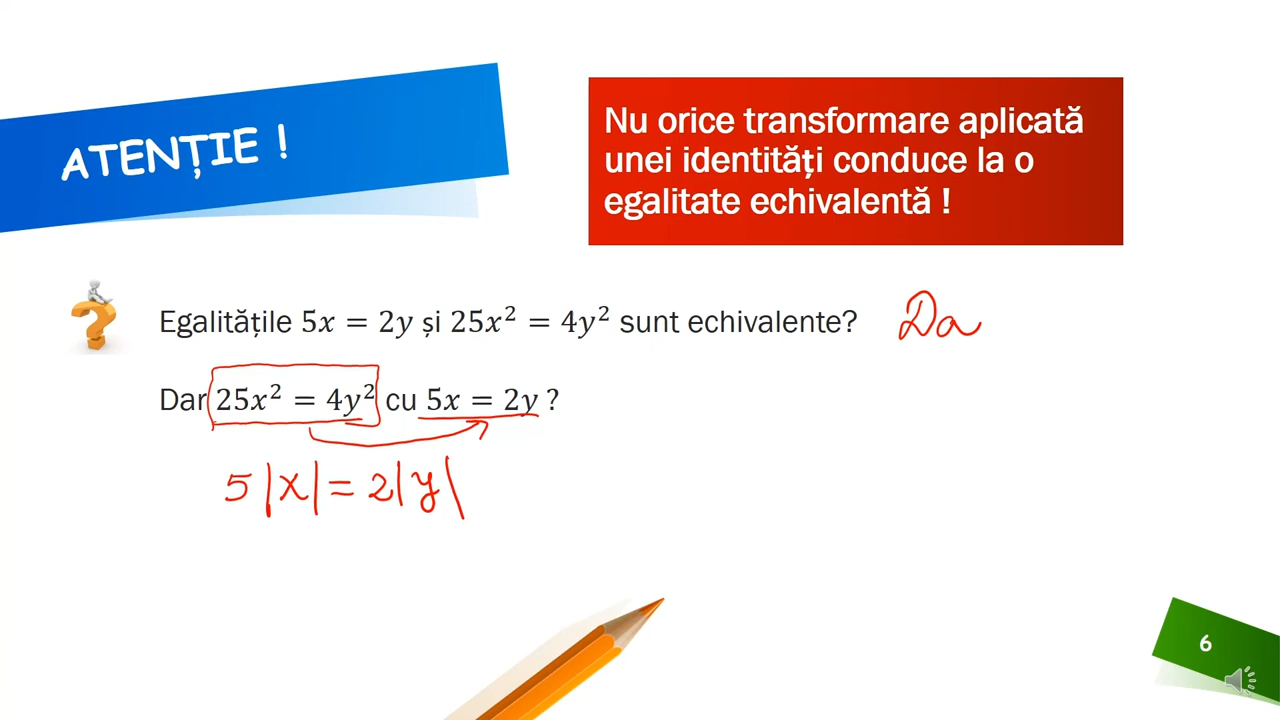 ATENȚIE !
Nu orice transformare aplicată
unei identități conduce la o
egalitate echivalentă !
Egalitățile 5x = 2y și 25x² = 4y² sunt echivalente? Da
Dar 25x² = 4y² cu 5x = 2y ?
5|x| = 2|y|
6